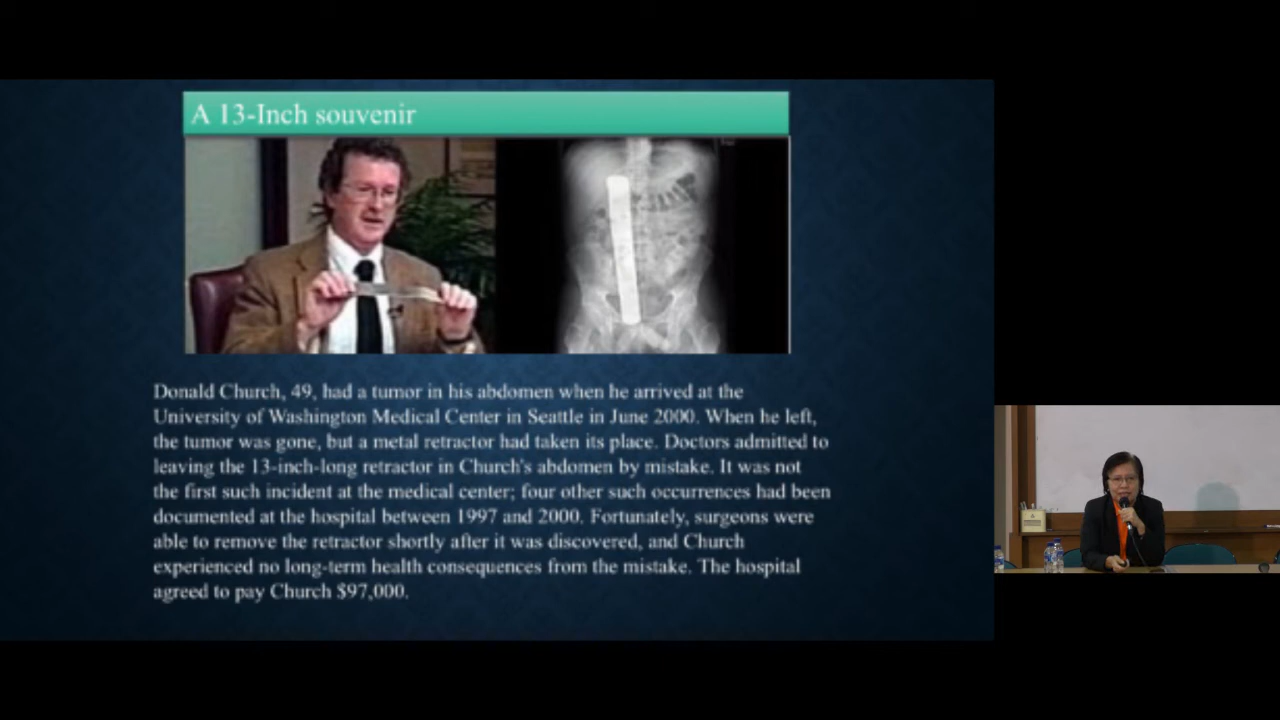 A 13-Inch souvenir
Donald Church, 49, had a tumor in his abdomen when he arrived at the
University of Washington Medical Center in Seattle in June 2000. When he left,
the tumor was gone, but a metal retractor had taken its place. Doctors admitted to
leaving the 13-inch-long retractor in Church's abdomen by mistake. It was not
the first such incident at the medical center; four other such occurrences had been
documented at the hospital between 1997 and 2000. Fortunately, surgeons were
able to remove the retractor shortly after it was discovered, and Church
experienced no long-term health consequences from the mistake. The hospital
agreed to pay Church $97,000.